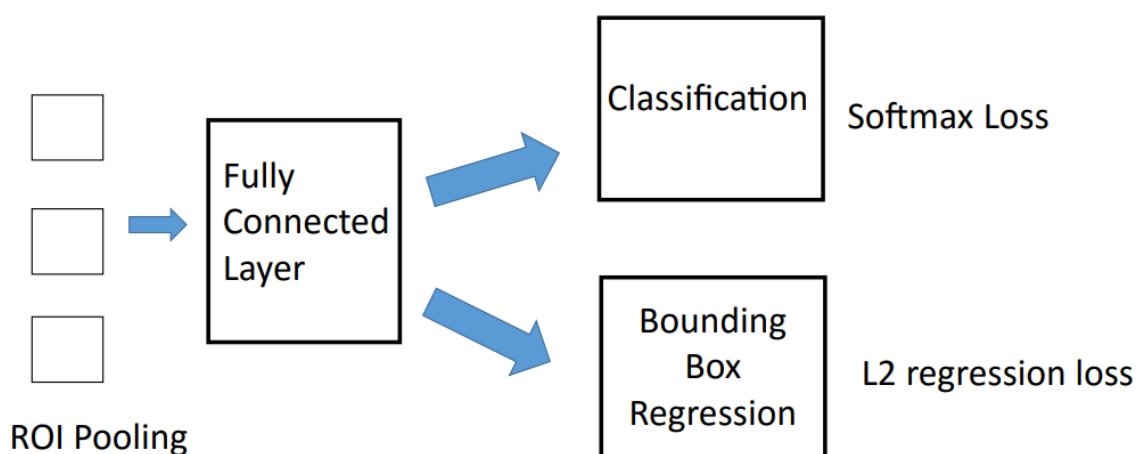 ROI Pooling
Fully
Connected
Layer
Classification
Softmax Loss
Bounding
Box
Regression
L2 regression loss